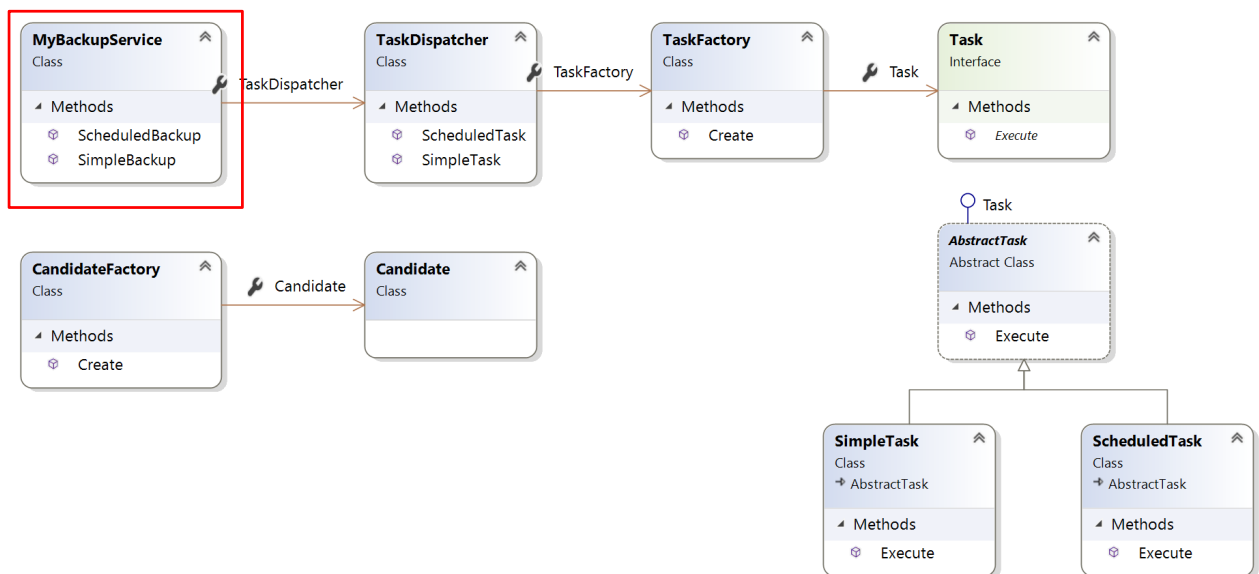 MyBackupService
Class
Methods
ScheduledBackup
SimpleBackup
TaskDispatcher
TaskDispatcher
Class
Methods
ScheduledTask
SimpleTask
TaskFactory
TaskFactory
Class
Methods
Create
Task
Task
Interface
Methods
Execute
CandidateFactory
Class
Methods
Create
Candidate
Candidate
Class
Task
AbstractTask
Abstract Class
Methods
Execute
SimpleTask
Class
AbstractTask
Methods
Execute
ScheduledTask
Class
AbstractTask
Methods
Execute